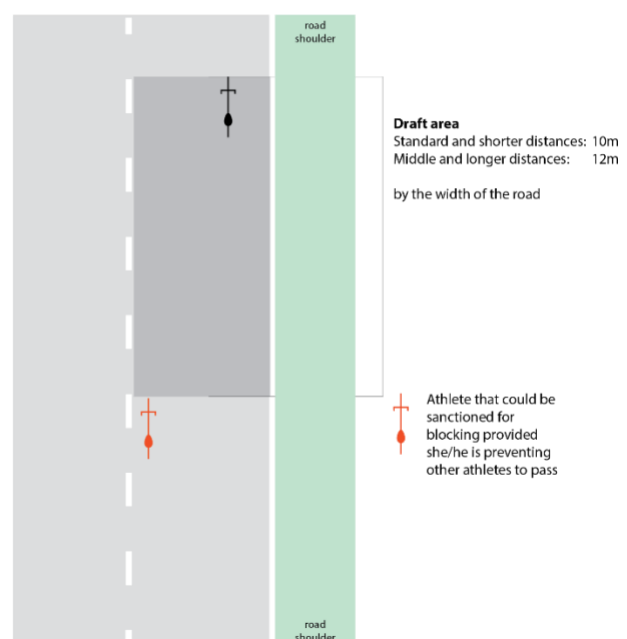 road
shoulder
Draft area
Standard and shorter distances: 10m
Middle and longer distances: 12m
by the width of the road
Athlete that could be
sanctioned for
blocking provided
she/he is preventing
other athletes to pass
road
shoulder